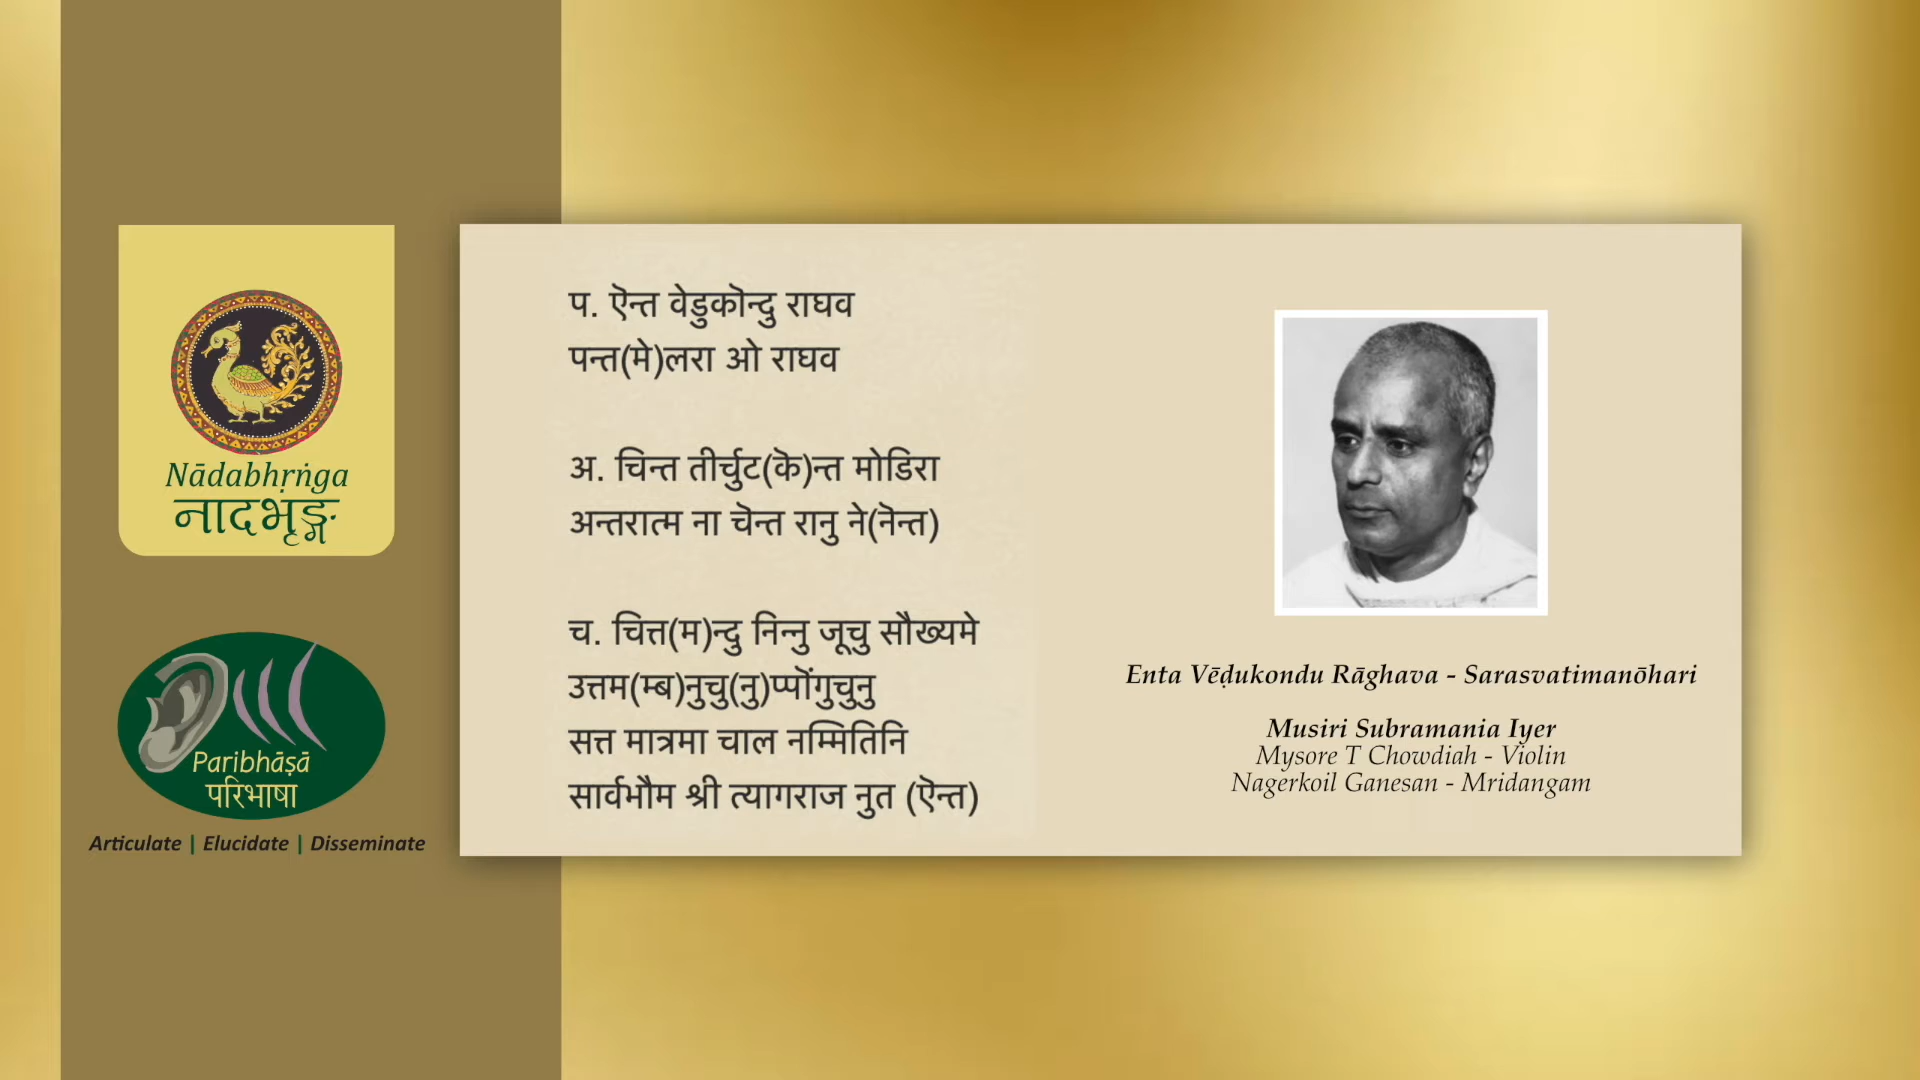 Nādabhṛṅga
नादभृङ्ग
Paribhāṣā
परिभाषा
Articulate | Elucidate | Disseminate
प. ऎन्त वेडुकॊन्दु राघव
पन्त(मे)लरा ओ राघव
अ. चिन्त तीर्चुट(कॆ)न्त मोडिरा
अन्तरात्म ना चॆन्त रानु ने(नॆन्त)
च. चित्त(म)न्दु निन्नु जूचु सौख्यमे
उत्तम(म्ब)नुचु(नु)प्पॊंगुचुनु
सत्त मात्रमा चाल नम्मितिनि
सार्वभौम श्री त्यागराज नुत (ऎन्त)
Enta Vēḍukondu Rāghava - Sarasvatimanōhari
Musiri Subramania Iyer
Mysore T Chowdiah - Violin
Nagerkoil Ganesan - Mridangam